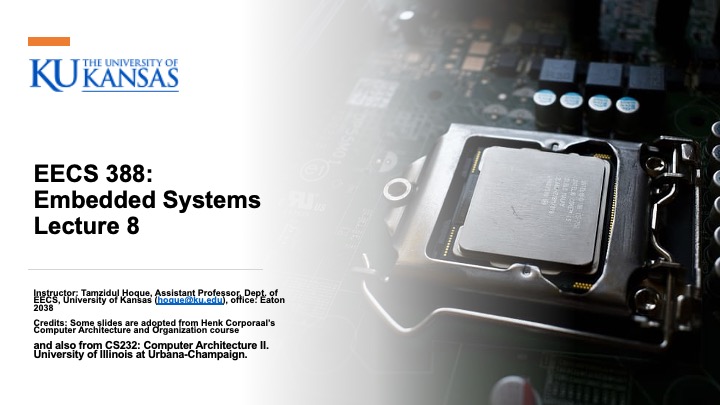 KU THE UNIVERSITY OF
KANSAS
EECS 388:
Embedded Systems
Lecture 8
Instructor: Tamzidul Hoque, Assistant Professor, Dept. of
EECS, University of Kansas (hoque@ku.edu), office: Eaton
2038
Credits: Some slides are adopted from Henk Corporaal's
Computer Architecture and Organization course
and also from CS232: Computer Architecture II.
University of Illinois at Urbana-Champaign.